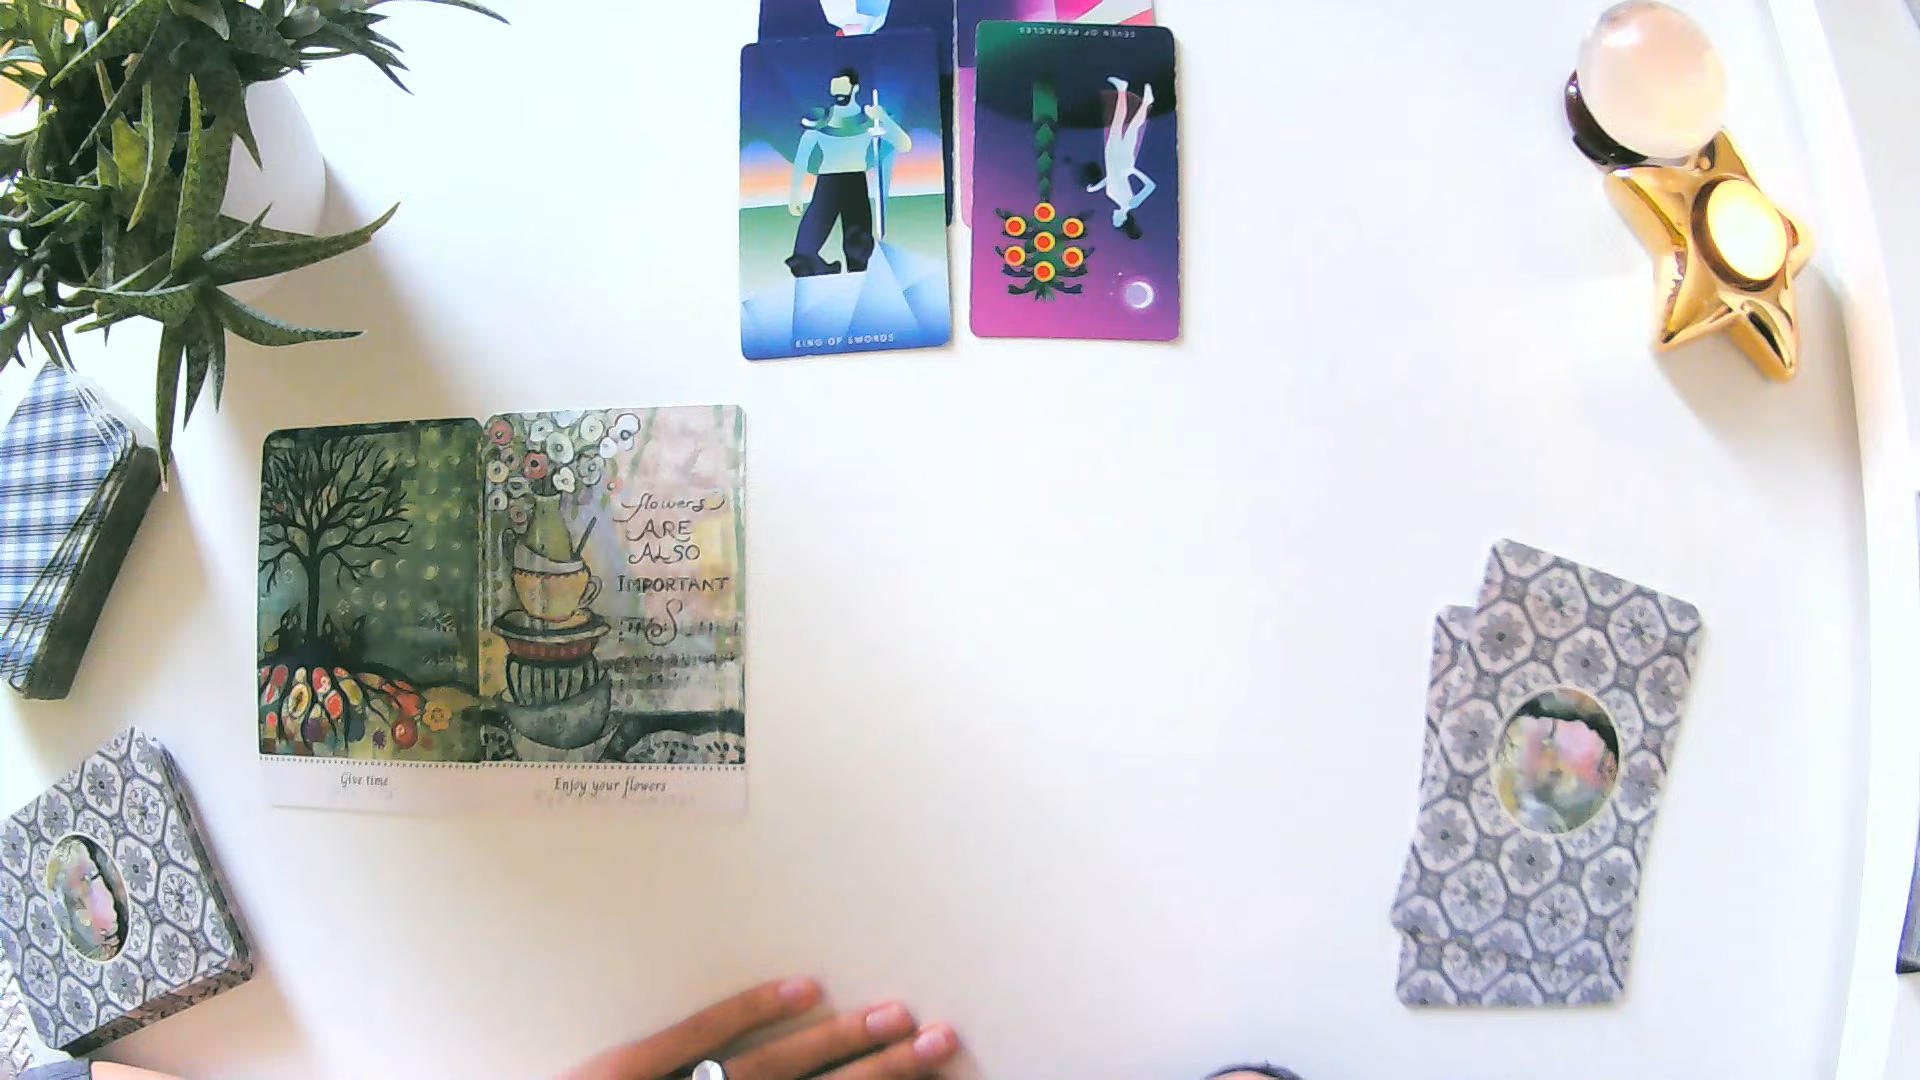 SEVEN OF PENTACLES
KING OF SWORDS
flowers
ARE
ALSO
IMPORTANT
Give time
Enjoy your flowers